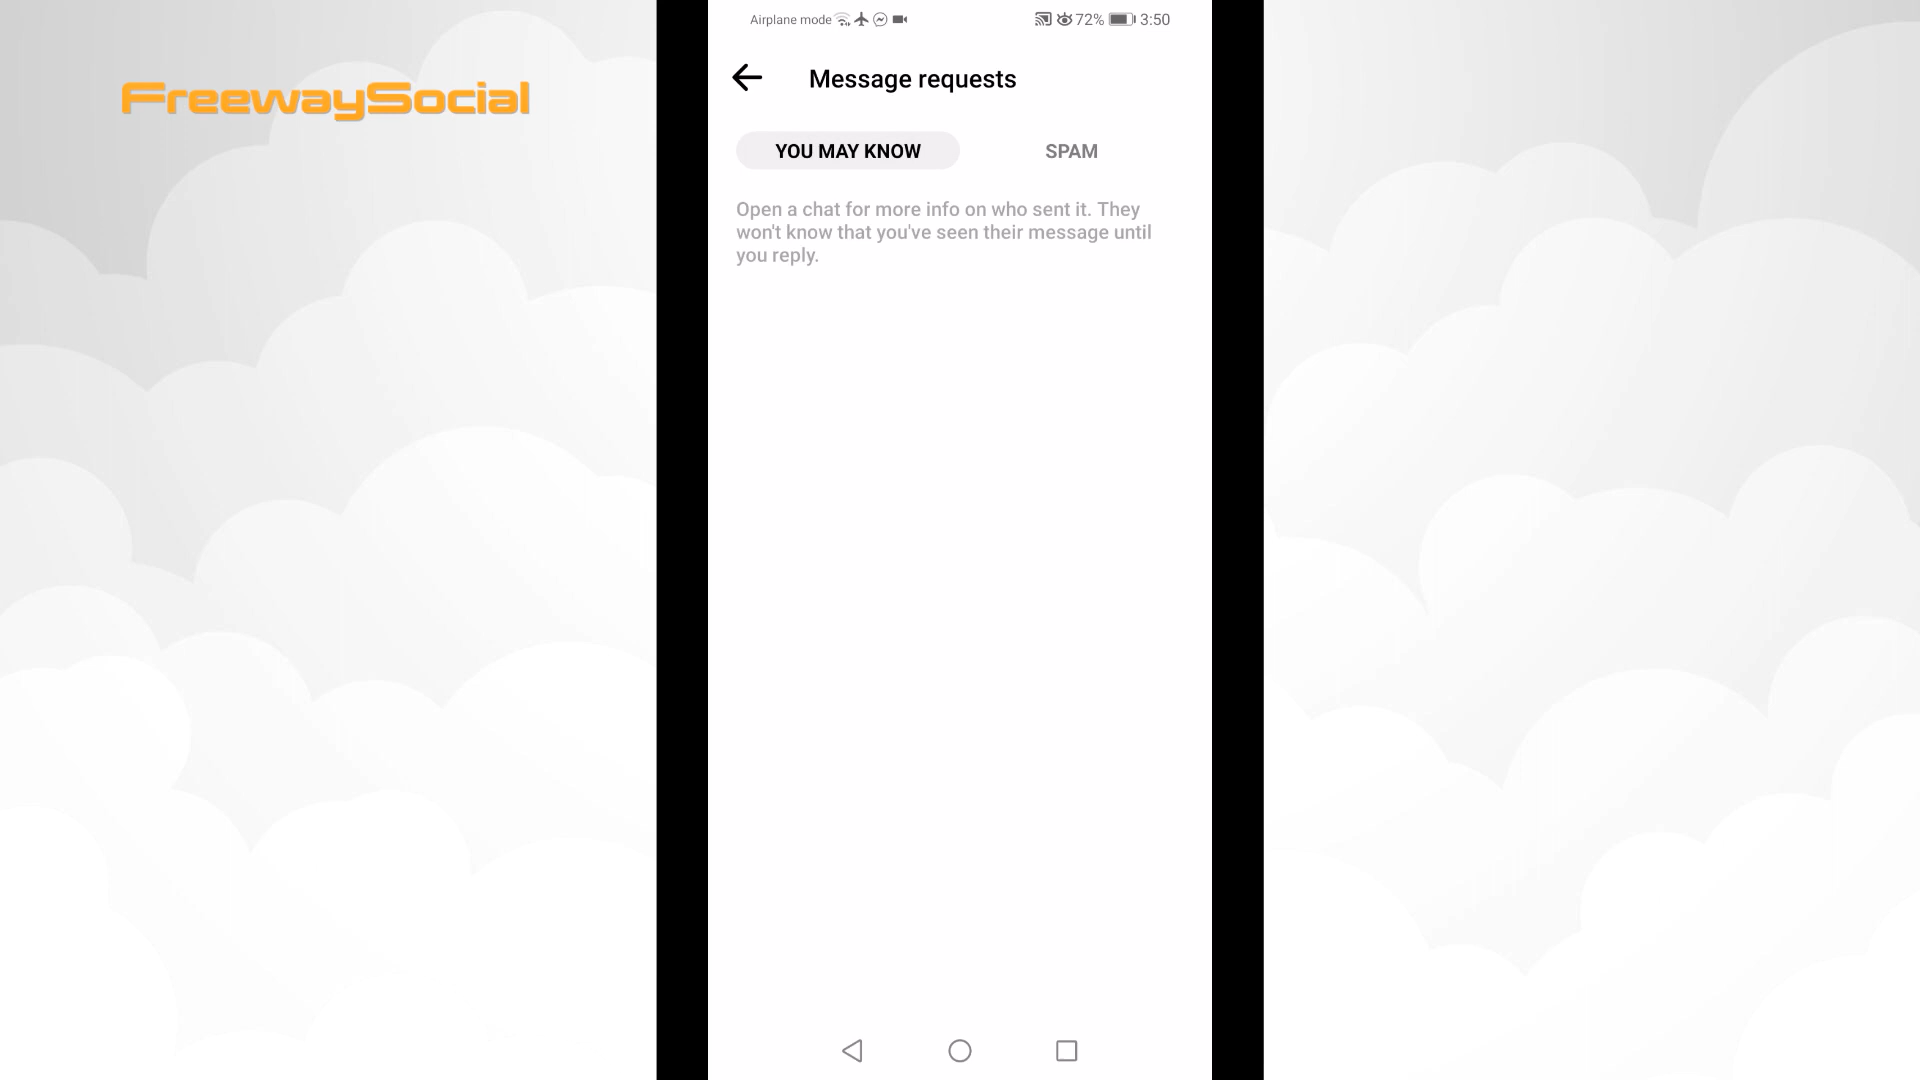 FreewaySocial
Airplane mode 72% 3:50
Message requests
YOU MAY KNOW SPAM
Open a chat for more info on who sent it. They
won't know that you've seen their message until
you reply.